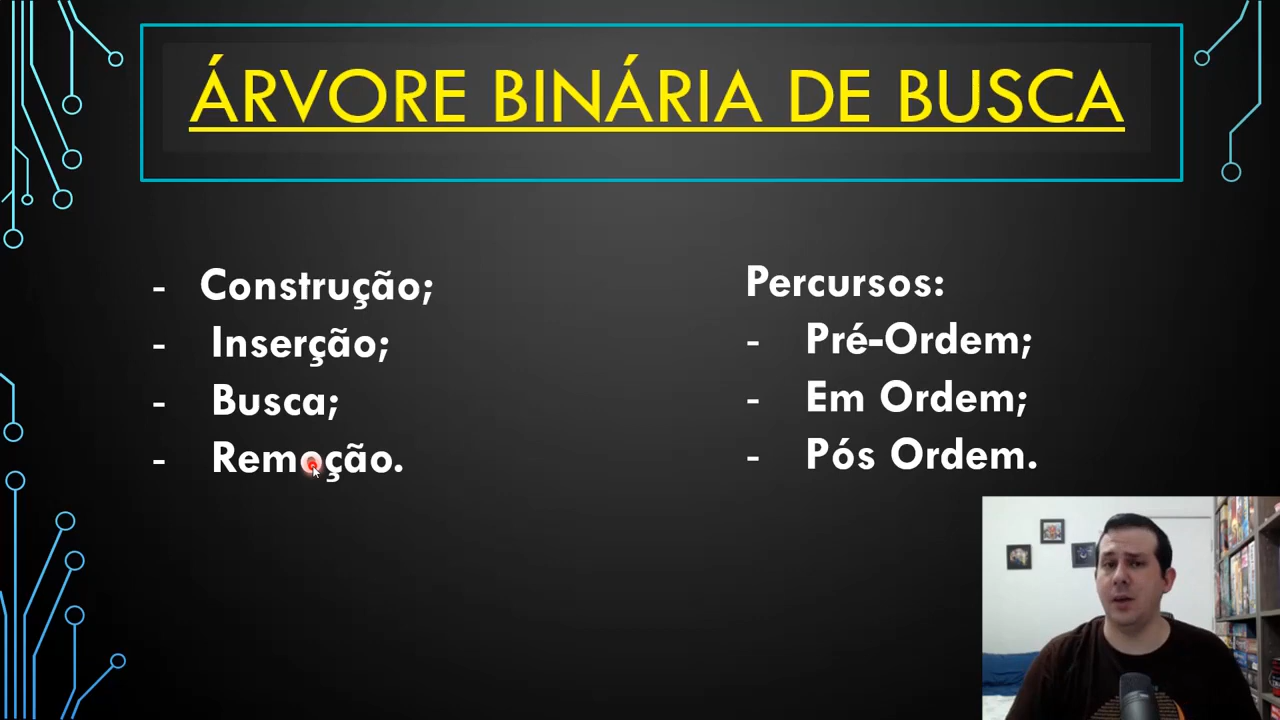 ÁRVORE BINÁRIA DE BUSCA
- Construção;
- Inserção;
- Busca;
- Remoção.
Percursos:
- Pré-Ordem;
- Em Ordem;
- Pós Ordem.